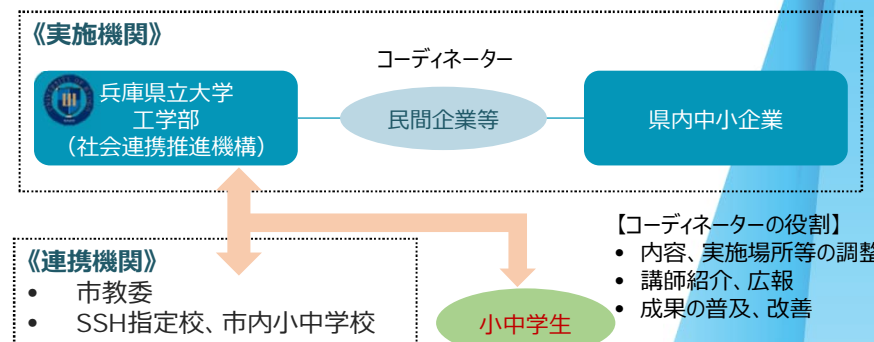 《実施機関》
コーディネーター
兵庫県立大学
工学部
（社会連携推進機構）
民間企業等
県内中小企業
《連携機関》
• 市教委
• SSH指定校、市内小中学校
小中学生
【コーディネーターの役割】
• 内容、実施場所等の調整
• 講師紹介、広報
• 成果の普及、改善